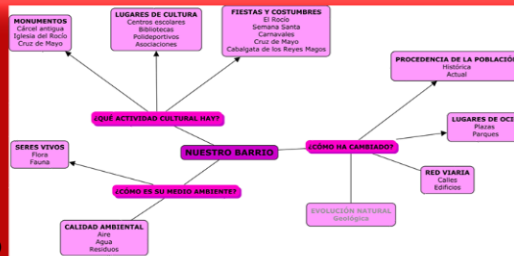 MONUMENTOS
Cárcel antigua
Iglesia del Rocío
Cruz de Mayo
LUGARES DE CULTURA
Centros escolares
Bibliotecas
Polideportivos
Asociaciones
FIESTAS Y COSTUMBRES
El Rocío
Semana Santa
Carnavales
Cruz de Mayo
Cabalgata de los Reyes Magos
PROCEDENCIA DE LA POBLACIÓN
Histórica
Actual
¿QUÉ ACTIVIDAD CULTURAL HAY?
LUGARES DE OCI
Plazas
Parques
NUESTRO BARRIO
¿CÓMO HA CAMBIADO?
SERES VIVOS
Flora
Fauna
RED VIARIA
Calles
Edificios
¿CÓMO ES SU MEDIO AMBIENTE?
EVOLUCIÓN NATURAL
Geológica
CALIDAD AMBIENTAL
Aire
Agua
Residuos